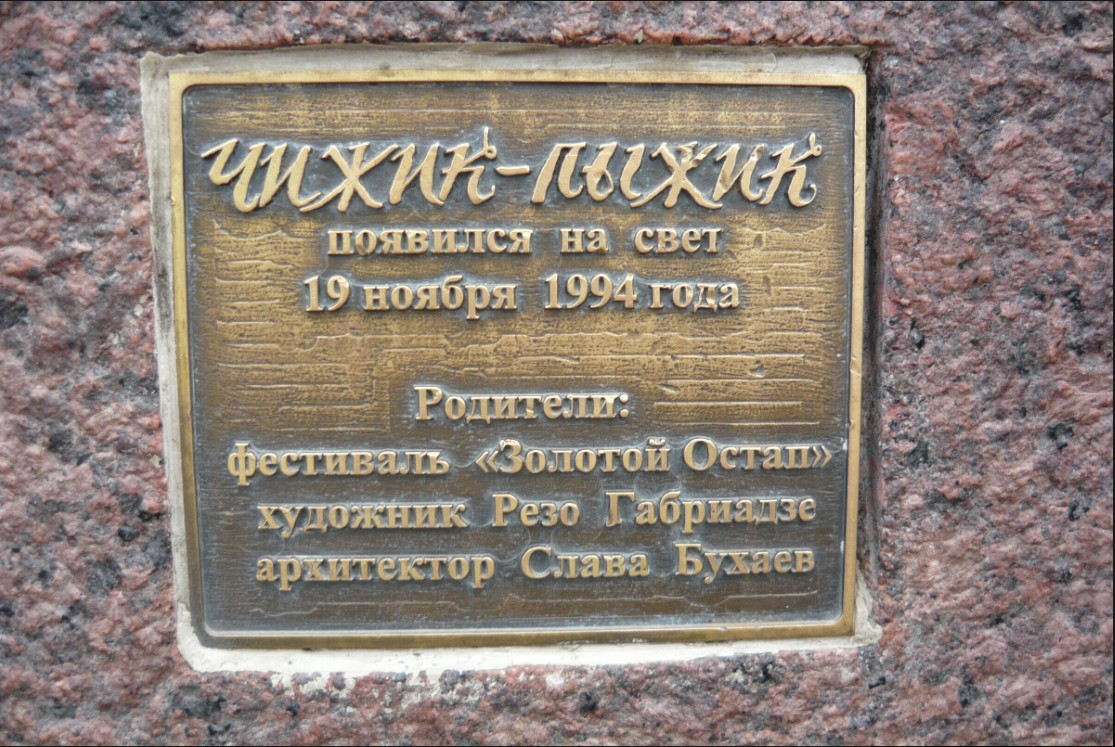 ЧИЖИК-ПЫЖИК
появился на свет
19 ноября 1994 года
Родители:
фестиваль «Золотой Остап»
художник Резо Габриадзе
архитектор Слава Бухаев